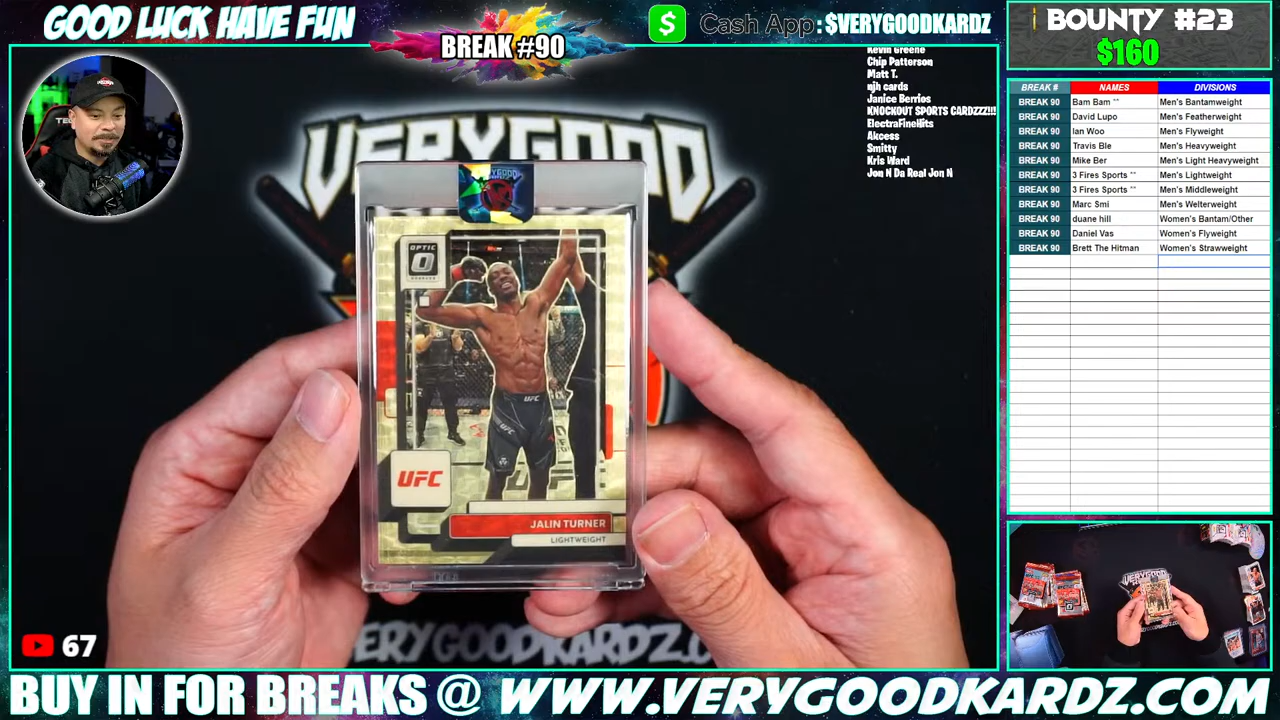 GOOD LUCK HAVE FUN
BREAK #90
Cash App : $VERYGOODKARDZ
BOUNTY #23
$160
Kevin Greene
Chip Patterson
Matt T.
njh cards
Janice Berrios
KNOCKOUT SPORTS CARDZZZ!!!
ElectraFineHits
Akcess
Smitty
Kris Ward
Jon N Da Real Jon N
BREAK # NAMES DIVISIONS
BREAK 90 Bam Bam ** Men's Bantamweight
BREAK 90 David Lupo Men's Featherweight
BREAK 90 Ian Woo Men's Flyweight
BREAK 90 Travis Ble Men's Heavyweight
BREAK 90 Mike Ber Men's Light Heavyweight
BREAK 90 3 Fires Sports ** Men's Lightweight
BREAK 90 3 Fires Sports ** Men's Middleweight
BREAK 90 Marc Smi Men's Welterweight
BREAK 90 duane hill Women's Bantam/Other
BREAK 90 Daniel Vas Women's Flyweight
BREAK 90 Brett The Hitman Women's Strawweight
VERYGOOD
OPTIC
UFC
UFC
UFC
JALIN TURNER
LIGHTWEIGHT
VERYGOODKARDZ.C
67
BUY IN FOR BREAKS @ WWW.VERYGOODKARDZ.COM